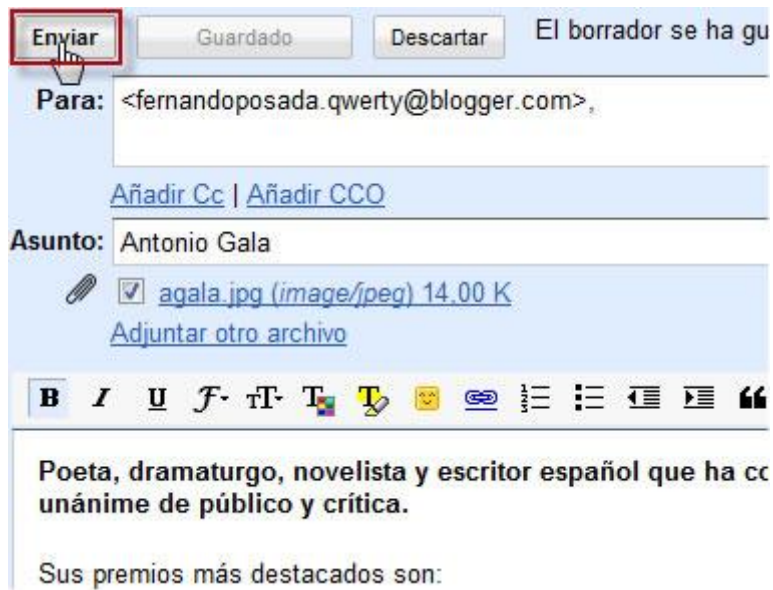 Enviar Guardado Descartar El borrador se ha gu
Para: <fernandoposada.qwerty@blogger.com>,
Añadir Cc | Añadir CCO
Asunto: Antonio Gala
agala.jpg (image/jpeg) 14,00 K
Adjuntar otro archivo
B I U F T T T
Poeta, dramaturgo, novelista y escritor español que ha co
unánime de público y crítica.
Sus premios más destacados son: